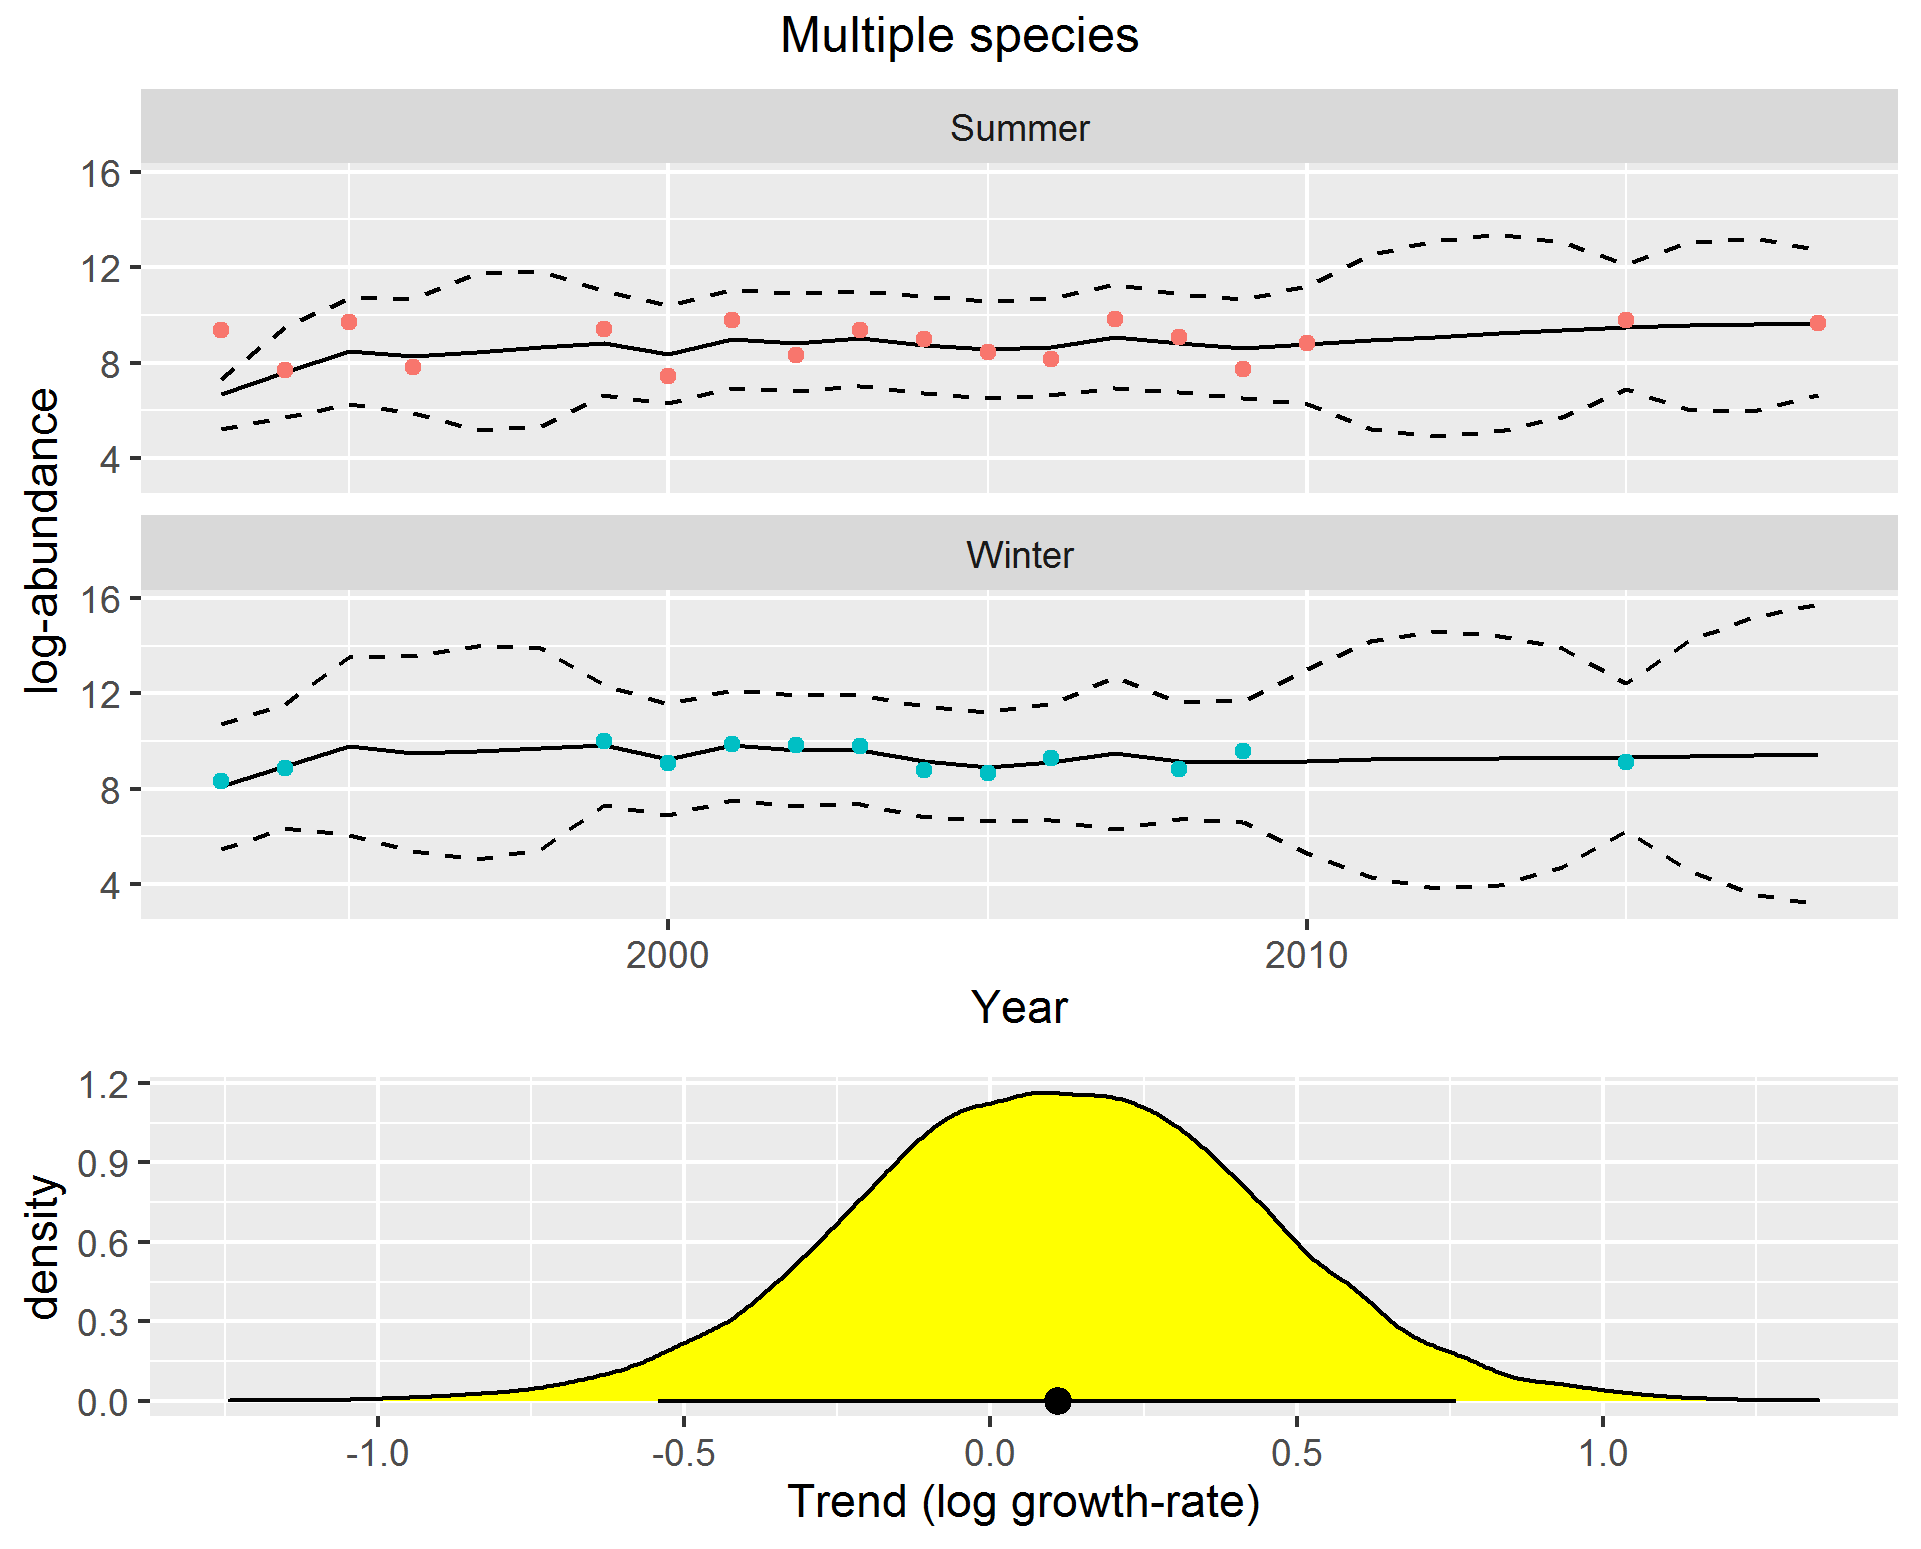 Multiple species
Summer
16
12
8
4
log-abundance
Winter
16
12
8
4
2000 2010
Year
1.2
0.9
0.6
0.3
0.0
density
-1.0 -0.5 0.0 0.5 1.0
Trend (log growth-rate)